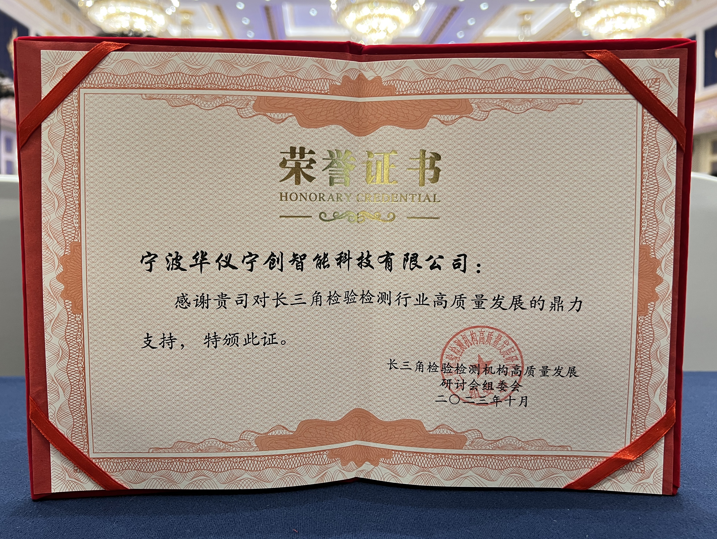 荣誉证书
HONORARY CREDENTIAL
宁波华仪宁创智能科技有限公司：
感谢贵司对长三角检验检测行业高质量发展的鼎力
支持，特颁此证。
长三角检验检测机构高质量发展
研讨会组委会
二〇二三年十月